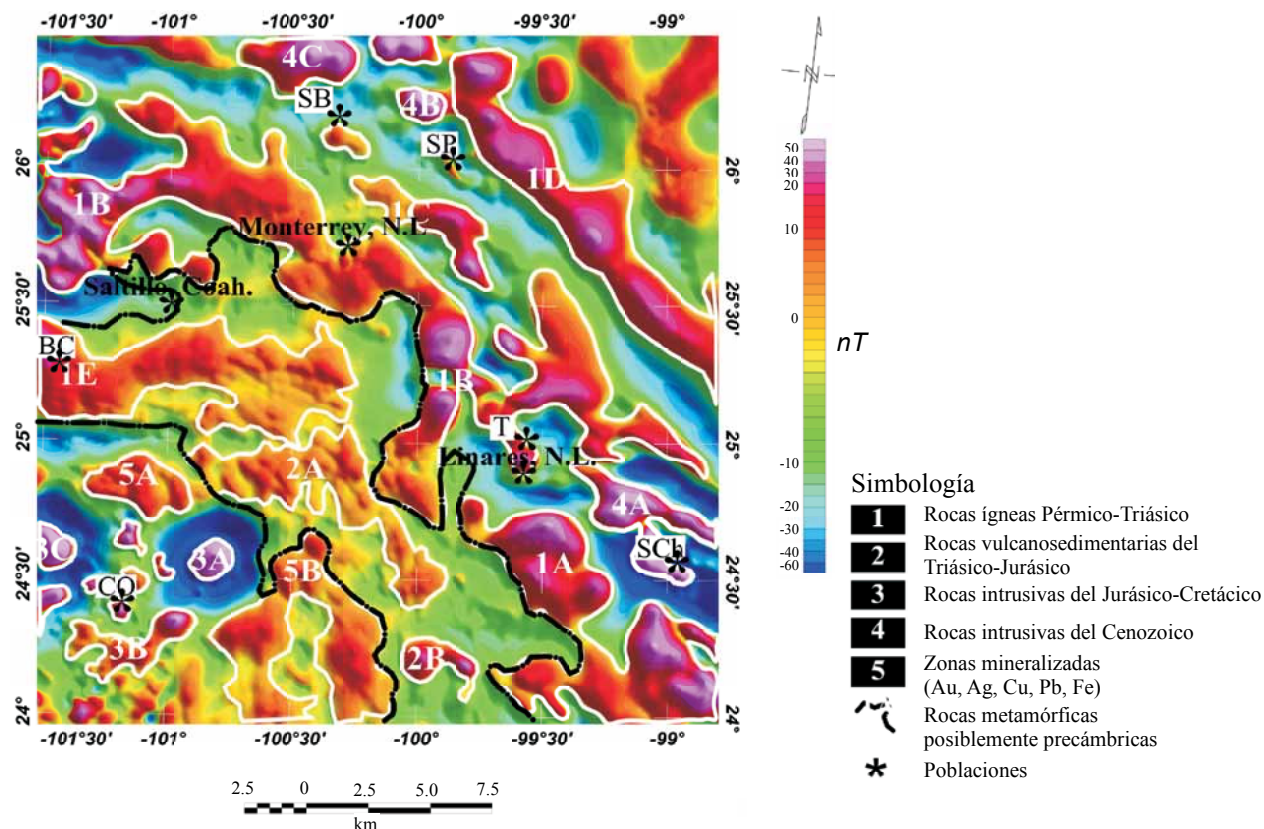 -101°30' -101° -100°30' -100° -99°30' -99°
26°
25°30'
25°
24°30'
24°
26°
25°30'
25°
24°30'
24°
4C
SB
4B
SP
1D
1B
1C
Monterrey, N.L
Saltillo, Coah.
BC
1E
1B
T
Linares, N.L.
2A
5A
4A
3C
3A
5B
1A
SCh
CO
3B
2B
-101°30' -101° -100°30' -100° -99°30' -99°
2.5 0 2.5 5.0 7.5
km
N
50
40
30
20
10
0
-10
-20
-30
-40
-60
nT
Simbología
1 Rocas ígneas Pérmico-Triásico
2 Rocas vulcanosedimentarias del
Triásico-Jurásico
3 Rocas intrusivas del Jurásico-Cretácico
4 Rocas intrusivas del Cenozoico
5 Zonas mineralizadas
(Au, Ag, Cu, Pb, Fe)
Rocas metamórficas
posiblemente precámbricas
* Poblaciones